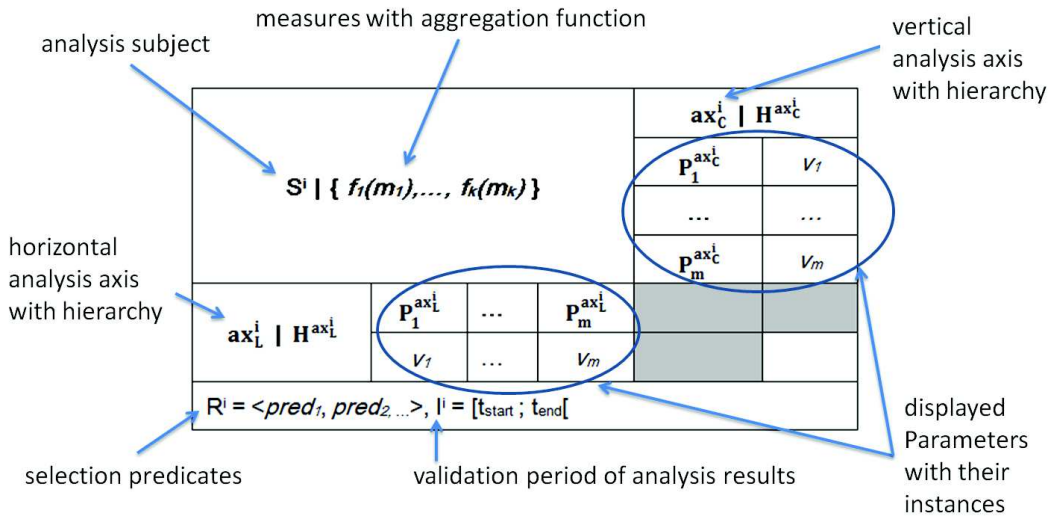 measures with aggregation function
analysis subject
vertical
analysis axis
with hierarchy
ax_C^i | H^{ax_C^i}
P_1^{ax_C^i} v_1
S^i | { f_1(m_1),..., f_k(m_k) }
... ...
P_m^{ax_C^i} v_m
horizontal
analysis axis
with hierarchy
ax_L^i | H^{ax_L^i}
P_1^{ax_L^i} ... P_m^{ax_L^i}
v_1 ... v_m
R^i = <pred_1, pred_2, ...>, I^i = [t_start ; t_end[
displayed
Parameters
with their
instances
selection predicates
validation period of analysis results